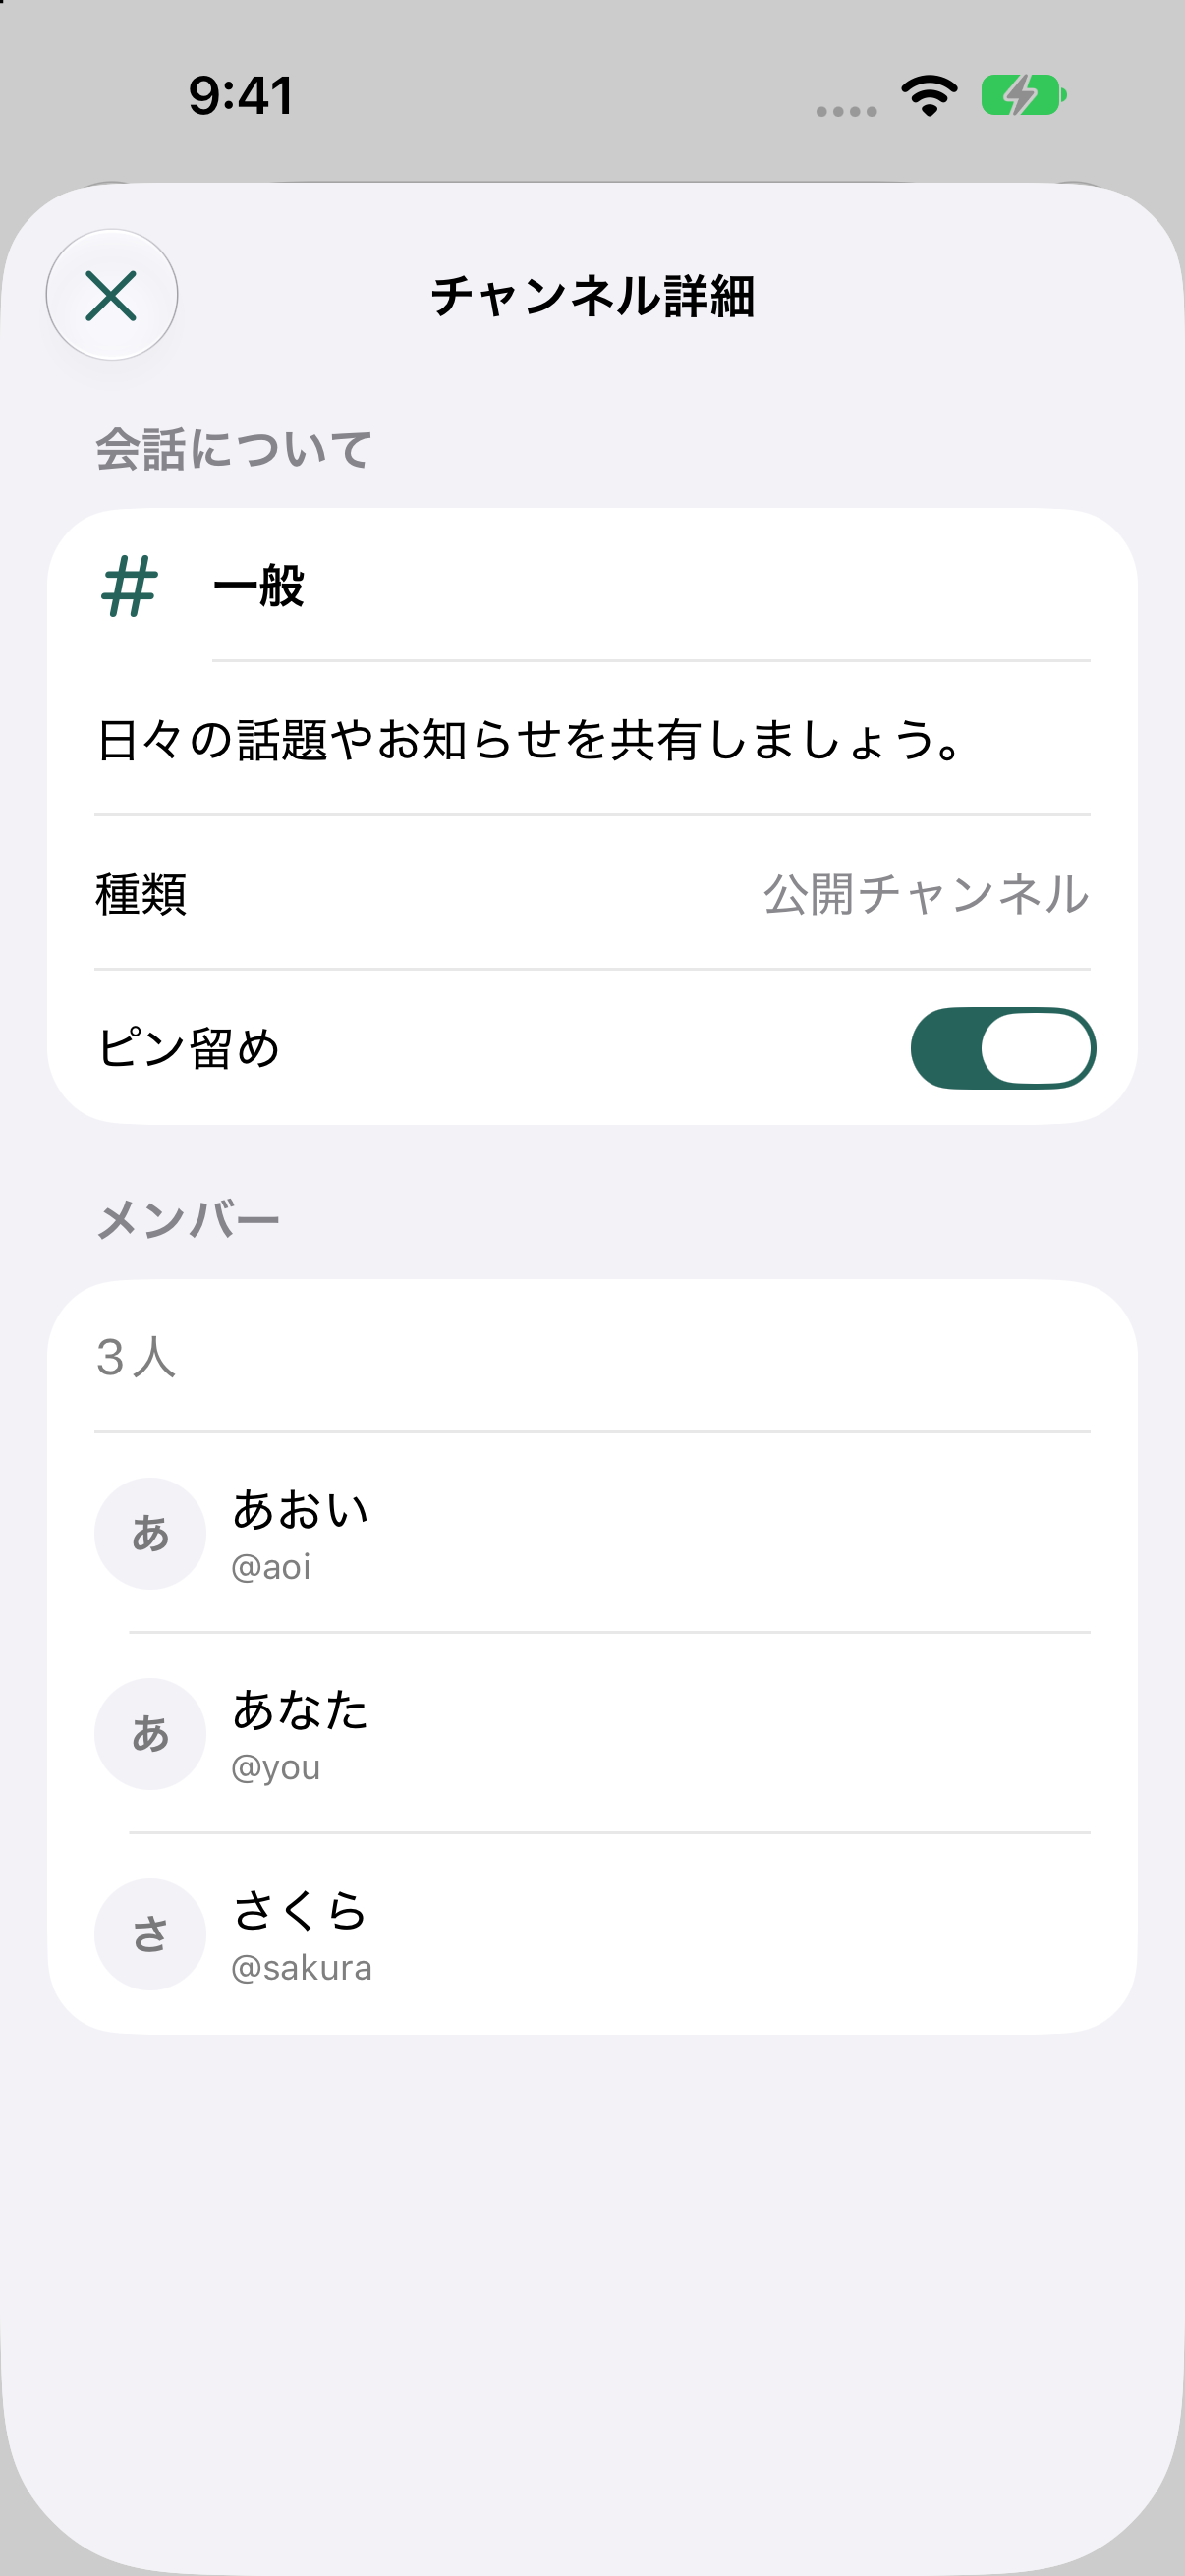 9:41
チャンネル詳細
会話について
# 一般
日々の話題やお知らせを共有しましょう。
種類 公開チャンネル
ピン留め
メンバー
3人
あ
あおい
@aoi
あ
あなた
@you
さ
さくら
@sakura